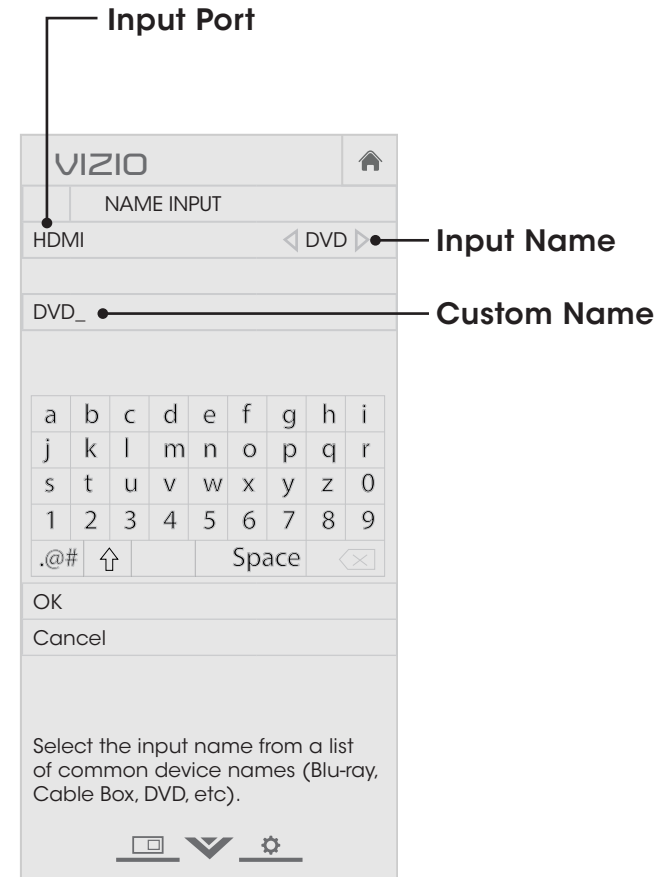 Input Port
VIZIO
NAME INPUT
HDMI DVD Input Name
DVD_ Custom Name
a b c d e f g h i
j k l m n o p q r
s t u v w x y z 0
1 2 3 4 5 6 7 8 9
.@# Space
OK
Cancel
Select the input name from a list
of common device names (Blu-ray,
Cable Box, DVD, etc).